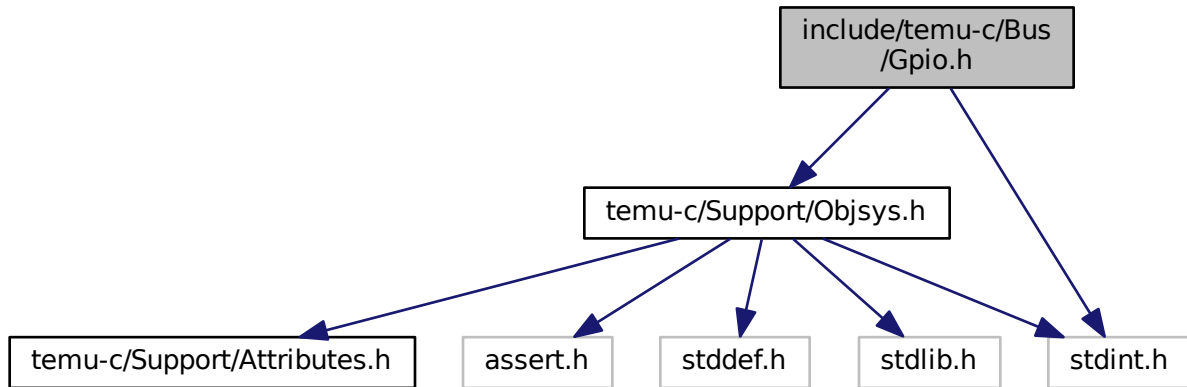 include/temu-c/Bus
/Gpio.h
temu-c/Support/Objsys.h
temu-c/Support/Attributes.h
assert.h
stddef.h
stdlib.h
stdint.h